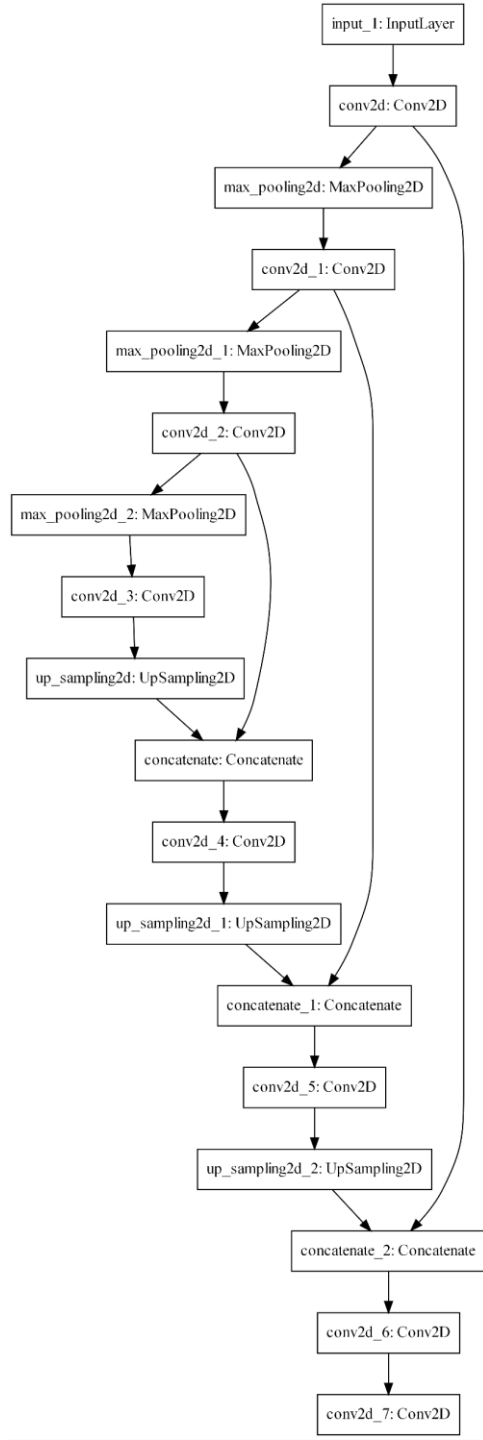 input_1: InputLayer
conv2d: Conv2D
max_pooling2d: MaxPooling2D
conv2d_1: Conv2D
max_pooling2d_1: MaxPooling2D
conv2d_2: Conv2D
max_pooling2d_2: MaxPooling2D
conv2d_3: Conv2D
up_sampling2d: UpSampling2D
concatenate: Concatenate
conv2d_4: Conv2D
up_sampling2d_1: UpSampling2D
concatenate_1: Concatenate
conv2d_5: Conv2D
up_sampling2d_2: UpSampling2D
concatenate_2: Concatenate
conv2d_6: Conv2D
conv2d_7: Conv2D